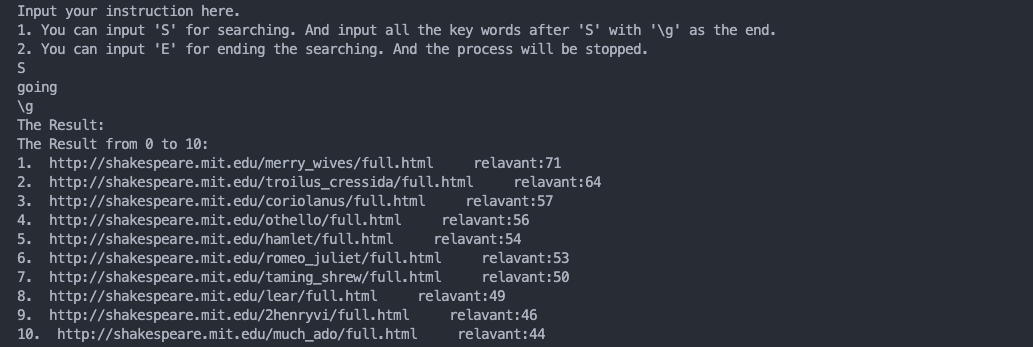 Input your instruction here.
1. You can input 'S' for searching. And input all the key words after 'S' with '\g' as the end.
2. You can input 'E' for ending the searching. And the process will be stopped.
S
going
\g
The Result:
The Result from 0 to 10:
1.  http://shakespeare.mit.edu/merry_wives/full.html     relavant:71
2.  http://shakespeare.mit.edu/troilus_cressida/full.html     relavant:64
3.  http://shakespeare.mit.edu/coriolanus/full.html     relavant:57
4.  http://shakespeare.mit.edu/othello/full.html     relavant:56
5.  http://shakespeare.mit.edu/hamlet/full.html     relavant:54
6.  http://shakespeare.mit.edu/romeo_juliet/full.html     relavant:53
7.  http://shakespeare.mit.edu/taming_shrew/full.html     relavant:50
8.  http://shakespeare.mit.edu/lear/full.html     relavant:49
9.  http://shakespeare.mit.edu/2henryvi/full.html     relavant:46
10.  http://shakespeare.mit.edu/much_ado/full.html     relavant:44